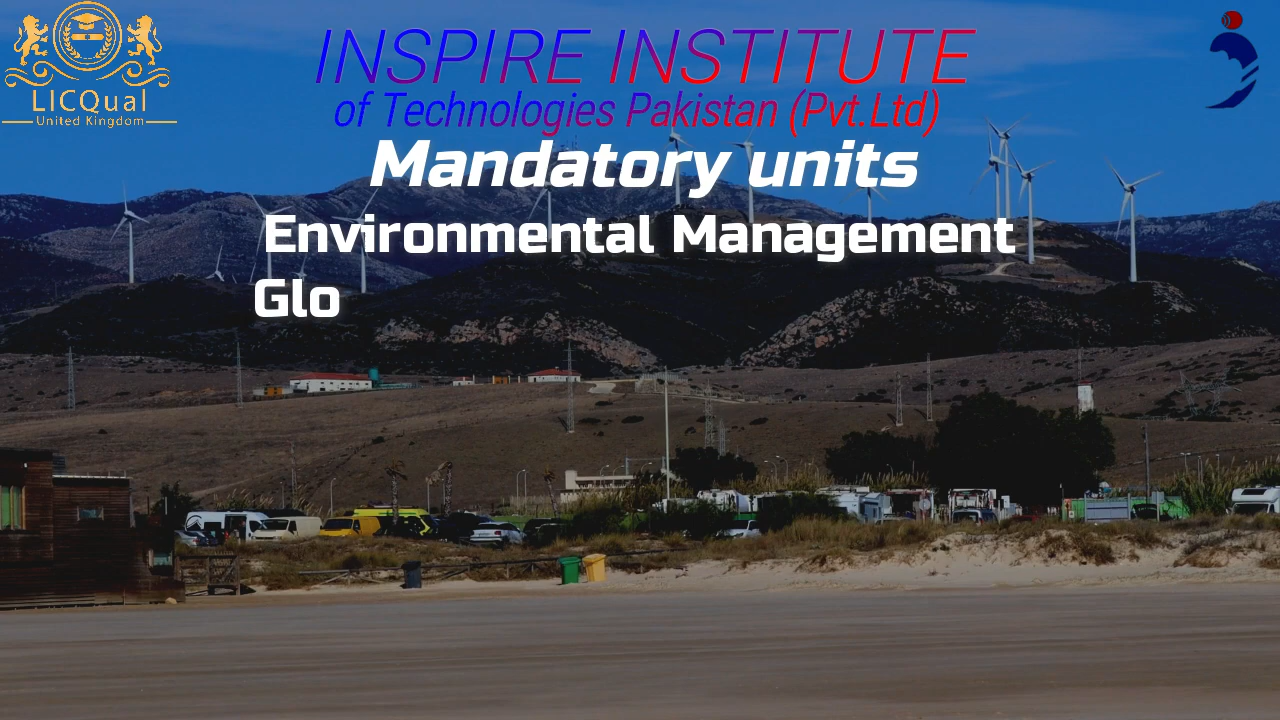 LICQual
United Kingdom
INSPIRE INSTITUTE
of Technologies Pakistan (Pvt.Ltd)
Mandatory units
Environmental Management
Glo